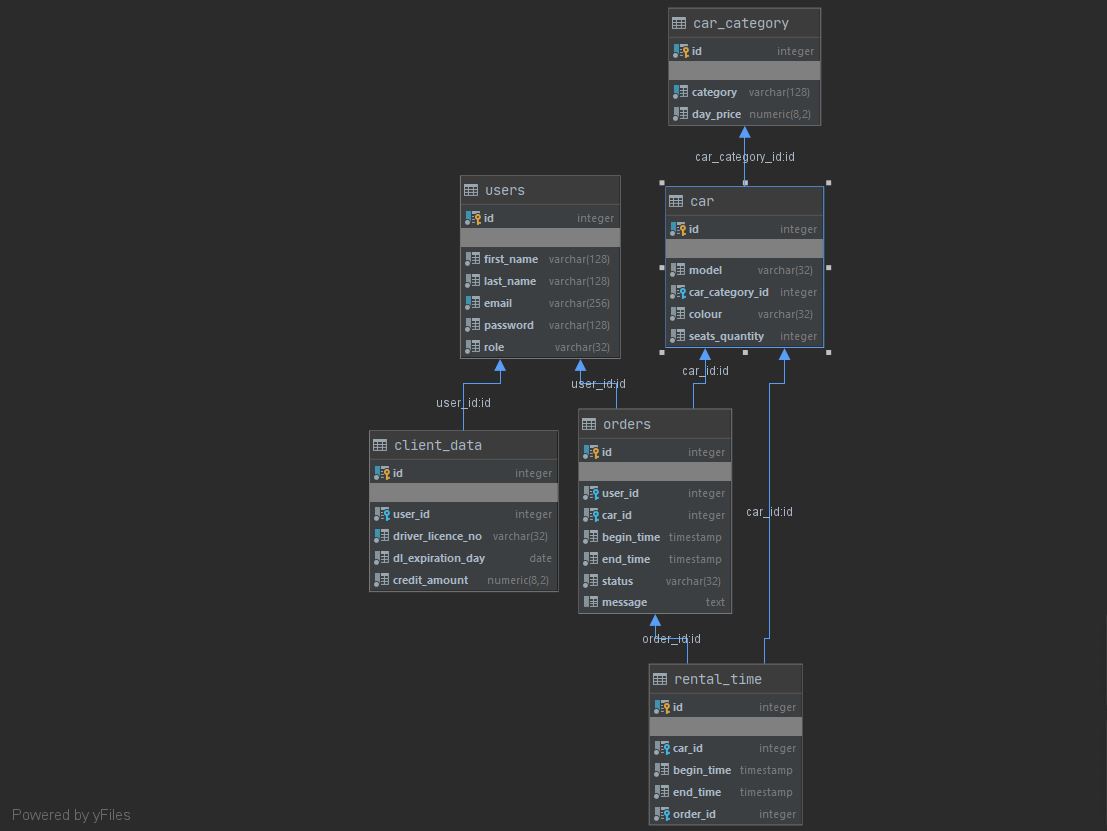 car_category
id integer
category varchar(128)
day_price numeric(8,2)
car_category_id:id
users
id integer
first_name varchar(128)
last_name varchar(128)
email varchar(256)
password varchar(128)
role varchar(32)
car
id integer
model varchar(32)
car_category_id integer
colour varchar(32)
seats_quantity integer
user_id:id
user_id:id
car_id:id
client_data
id integer
user_id integer
driver_licence_no varchar(32)
dl_expiration_day date
credit_amount numeric(8,2)
orders
id integer
user_id integer
car_id integer
begin_time timestamp
end_time timestamp
status varchar(32)
message text
car_id:id
order_id:id
rental_time
id integer
car_id integer
begin_time timestamp
end_time timestamp
order_id integer
Powered by yFiles